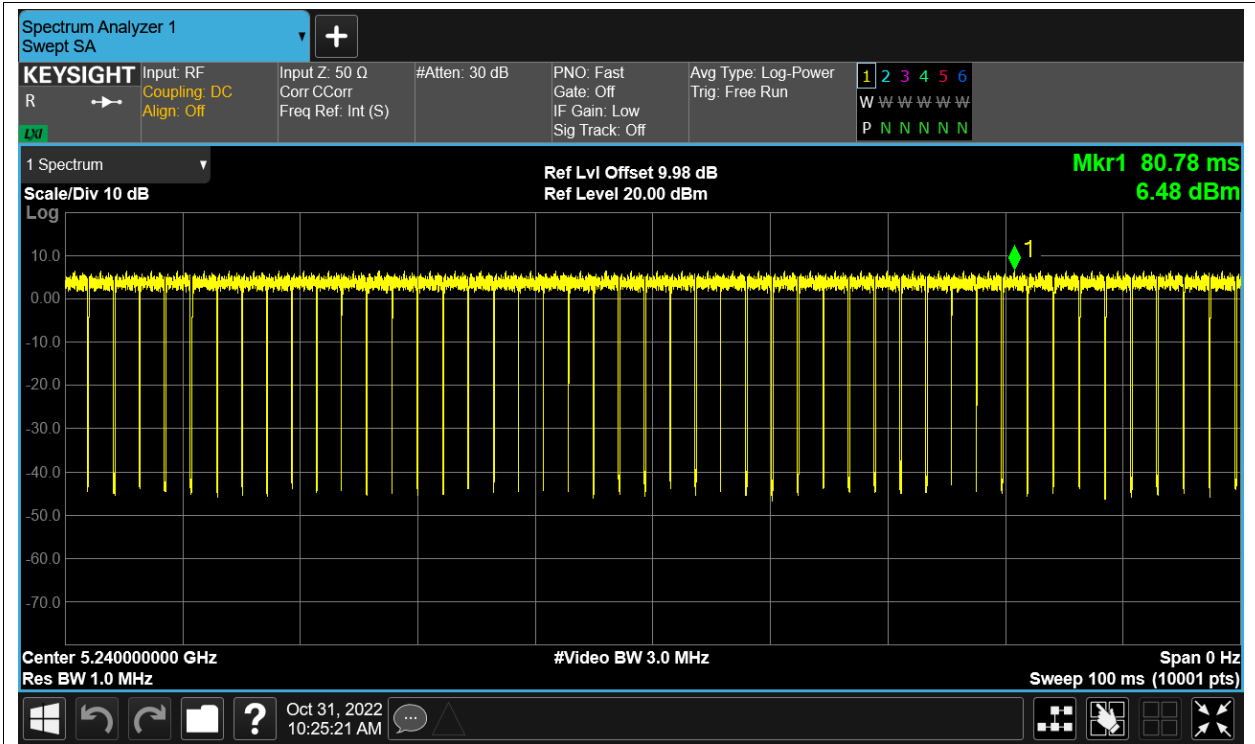 Spectrum Analyzer 1
Swept SA
KEYSIGHT
R
LXI
Input: RF
Coupling: DC
Align: Off
Input Z: 50 Ω
Corr CCorr
Freq Ref: Int (S)
#Atten: 30 dB
PNO: Fast
Gate: Off
IF Gain: Low
Sig Track: Off
Avg Type: Log-Power
Trig: Free Run
1 2 3 4 5 6
W W W W W W
P N N N N N
1 Spectrum
Scale/Div 10 dB
Log
Ref Lvl Offset 9.98 dB
Ref Level 20.00 dBm
Mkr1 80.78 ms
6.48 dBm
1
10.0
0.00
-10.0
-20.0
-30.0
-40.0
-50.0
-60.0
-70.0
Center 5.240000000 GHz
Res BW 1.0 MHz
#Video BW 3.0 MHz
Span 0 Hz
Sweep 100 ms (10001 pts)
?
Oct 31, 2022
10:25:21 AM